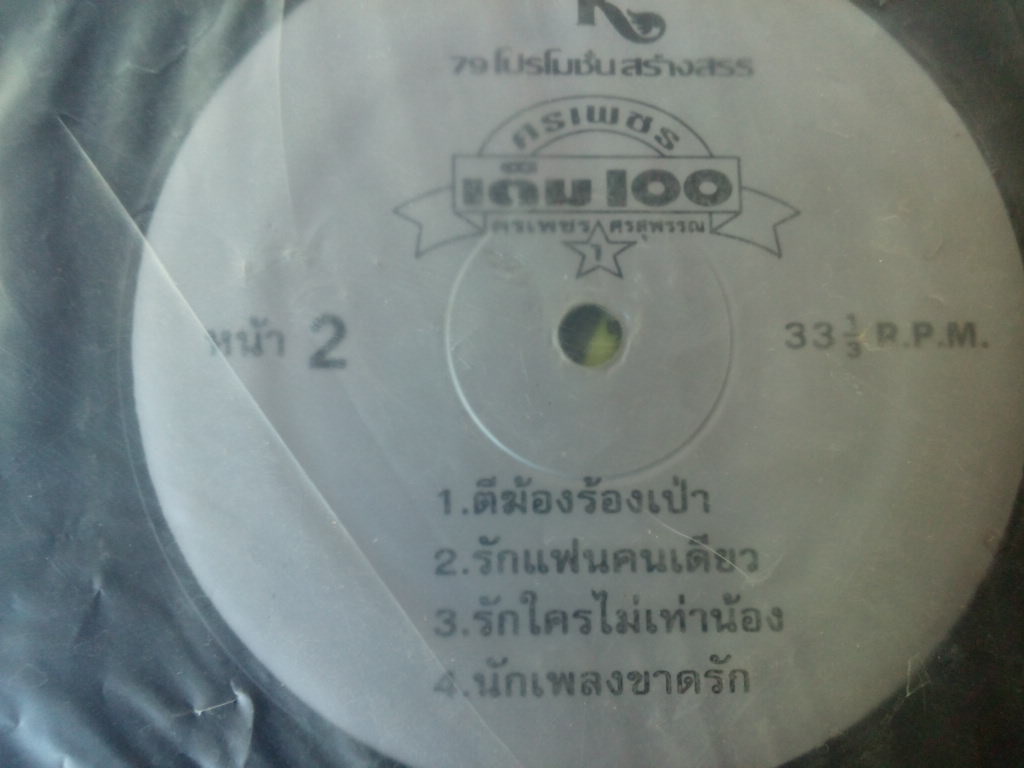 79 โปรโมชั่น สร้างสรร
ศรเพชร
เต็ม 100
ศรเพชร ศรสุพรรณ
1
หน้า 2
33 1/3 R.P.M.
1.ตีฆ้องร้องเป่า
2.รักแฟนคนเดียว
3.รักใครไม่เท่าน้อง
4.นักเพลงขาดรัก